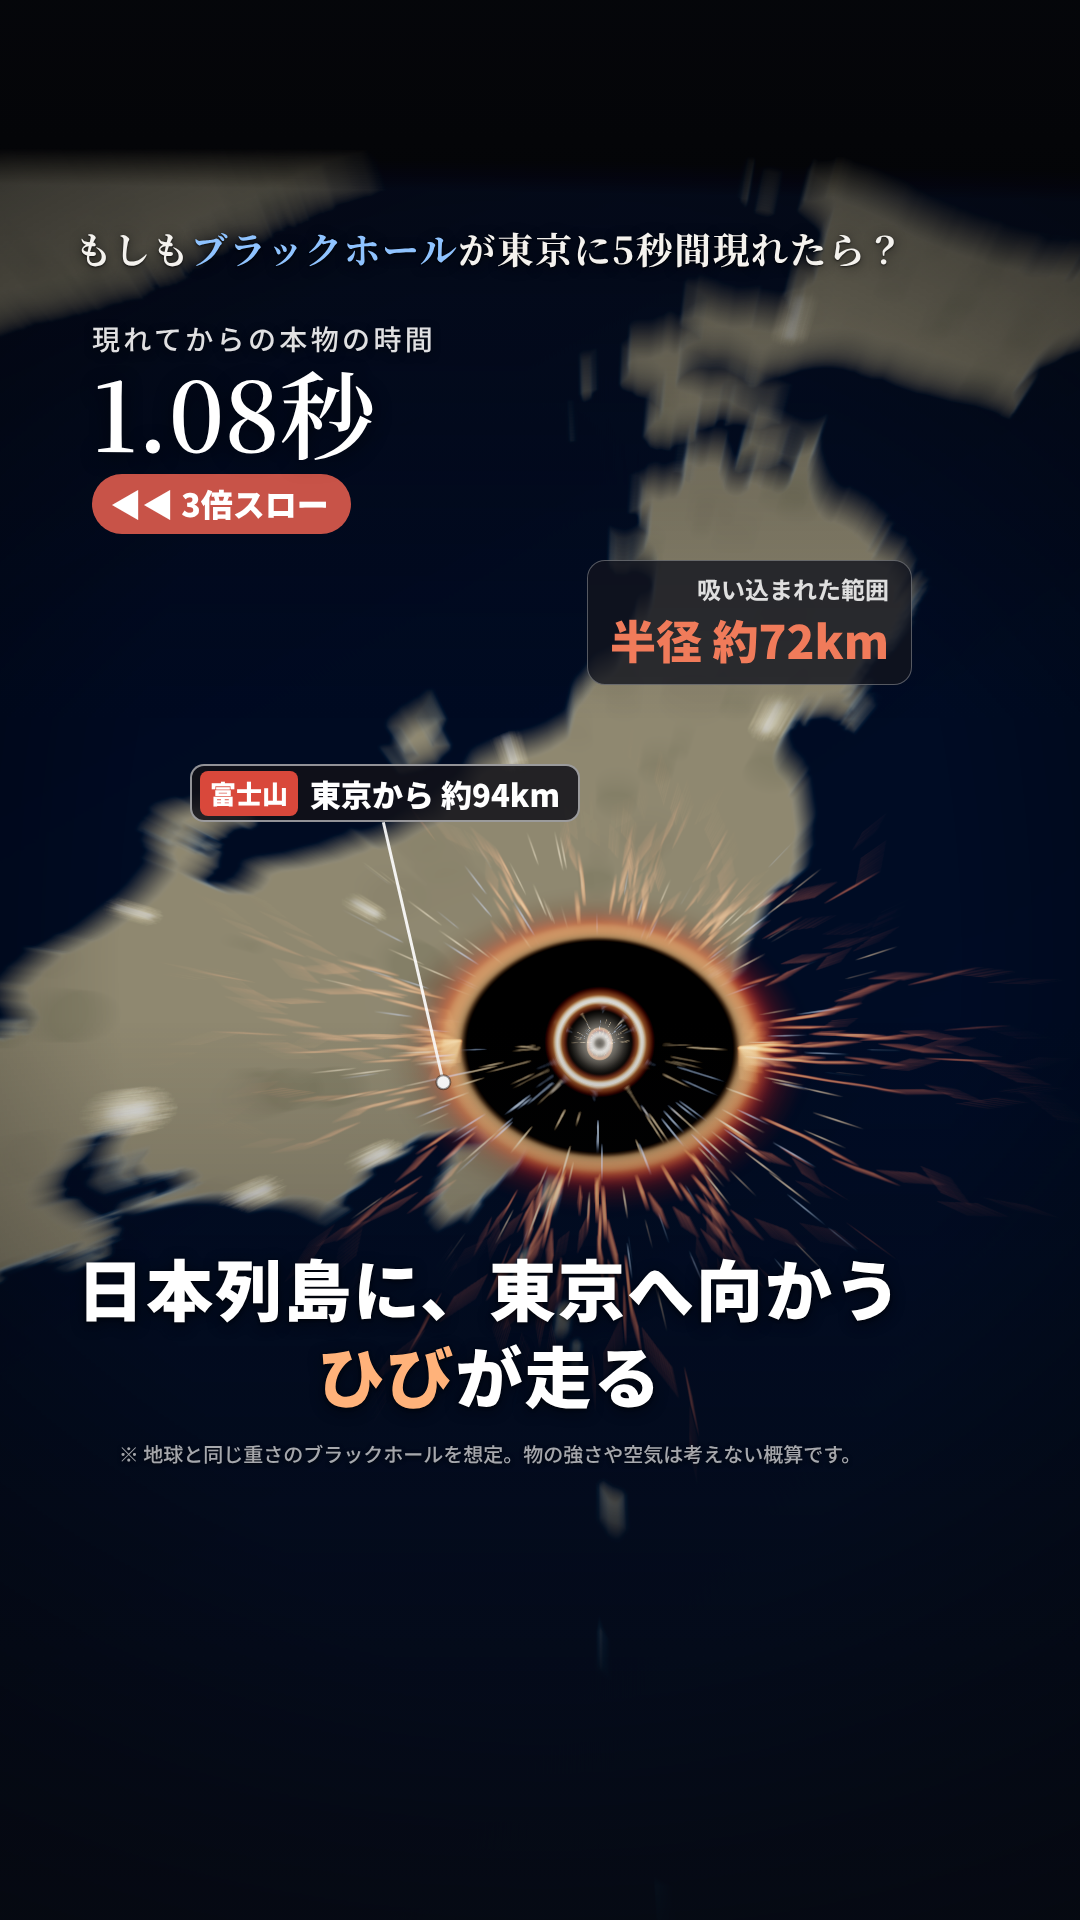 もしもブラックホールが東京に5秒間現れたら？
現れてからの本物の時間
1.08秒
◀◀ 3倍スロー
吸い込まれた範囲
半径 約72km
富士山 東京から 約94km
日本列島に、東京へ向かう
ひびが走る
※ 地球と同じ重さのブラックホールを想定。物の強さや空気は考えない概算です。